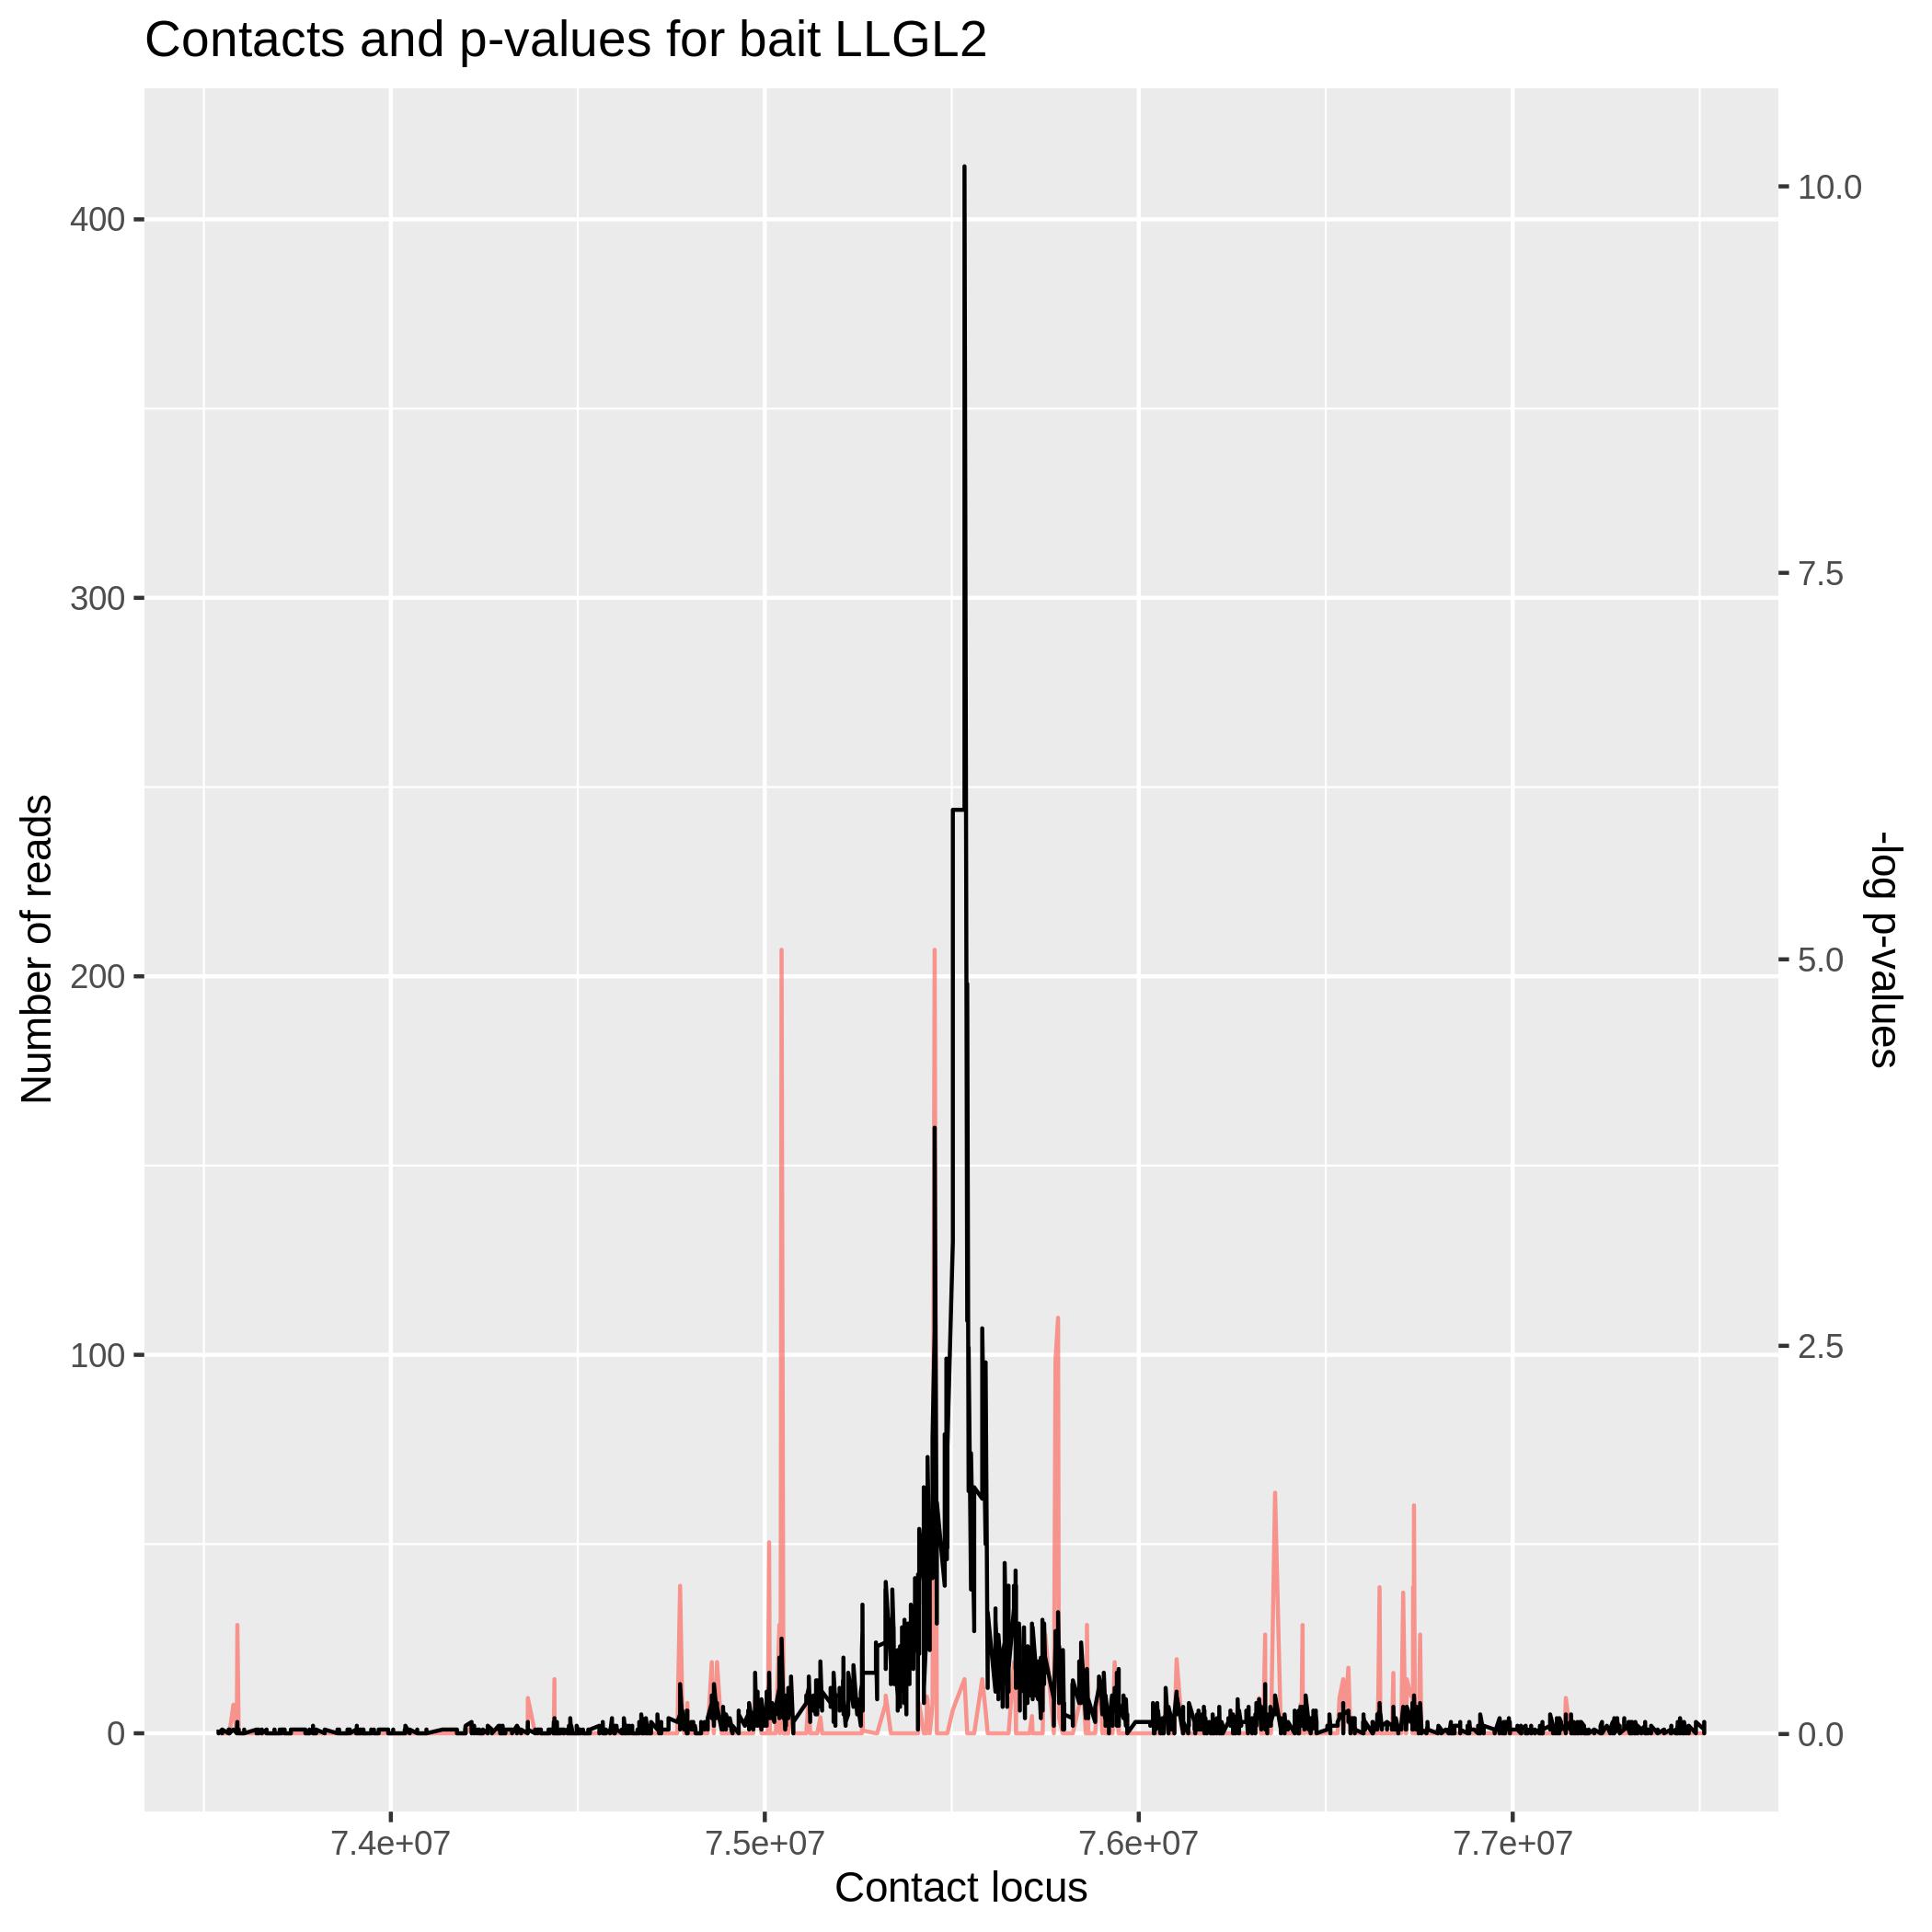 Contacts and p-values for bait LLGL2
400
300
200
100
0
Number of reads
10.0
7.5
5.0
2.5
0.0
-log p-values
7.4e+07
7.5e+07
7.6e+07
7.7e+07
Contact locus